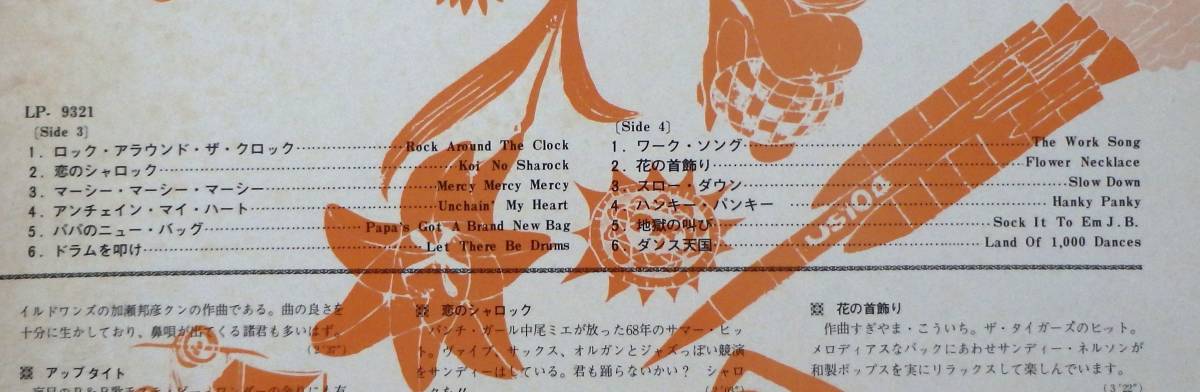 LP- 9321
〔Side 3〕
1. ロック・アラウンド・ザ・クロック……………Rock Around The Clock
2. 恋のシャロック……………Koi No Sharock
3. マーシー・マーシー・マーシー……………Mercy Mercy Mercy
4. アンチェイン・マイ・ハート……………Unchain' My Heart
5. パパのニュー・バッグ……………Papa's Got A Brand New Bag
6. ドラムを叩け……………Let There Be Drums
〔Side 4〕
1. ワーク・ソング……………The Work Song
2. 花の首飾り……………Flower Necklace
3. スロー・ダウン……………Slow Down
4. ハンキー・パンキー ……………Hanky Panky
5. 地獄の叫び……………Sock It To Em J.B.
6. ダンス天国……………Land Of 1,000 Dances
イルドワンズの加瀬邦彦クンの作曲である。曲の良さを
十分に生かしており、鼻唄が出てくる諸君も多いはず。
(2'37")
※ アップタイト
※ 恋のシャロック
パンチ・ガール中尾ミエが放った68年のサマー・ヒッ
ト。ヴァイブ、サックス、オルガンとジャズっぽい競演
をサンディーはしている。君も踊らないかい? シャロ
※ 花の首飾り
作曲すぎやま・こういち。ザ・タイガーズのヒット。
メロディアスなバックにあわせサンディー・ネルソンが
和製ポップスを実にリラックスして楽しんでいます。
(3'22")